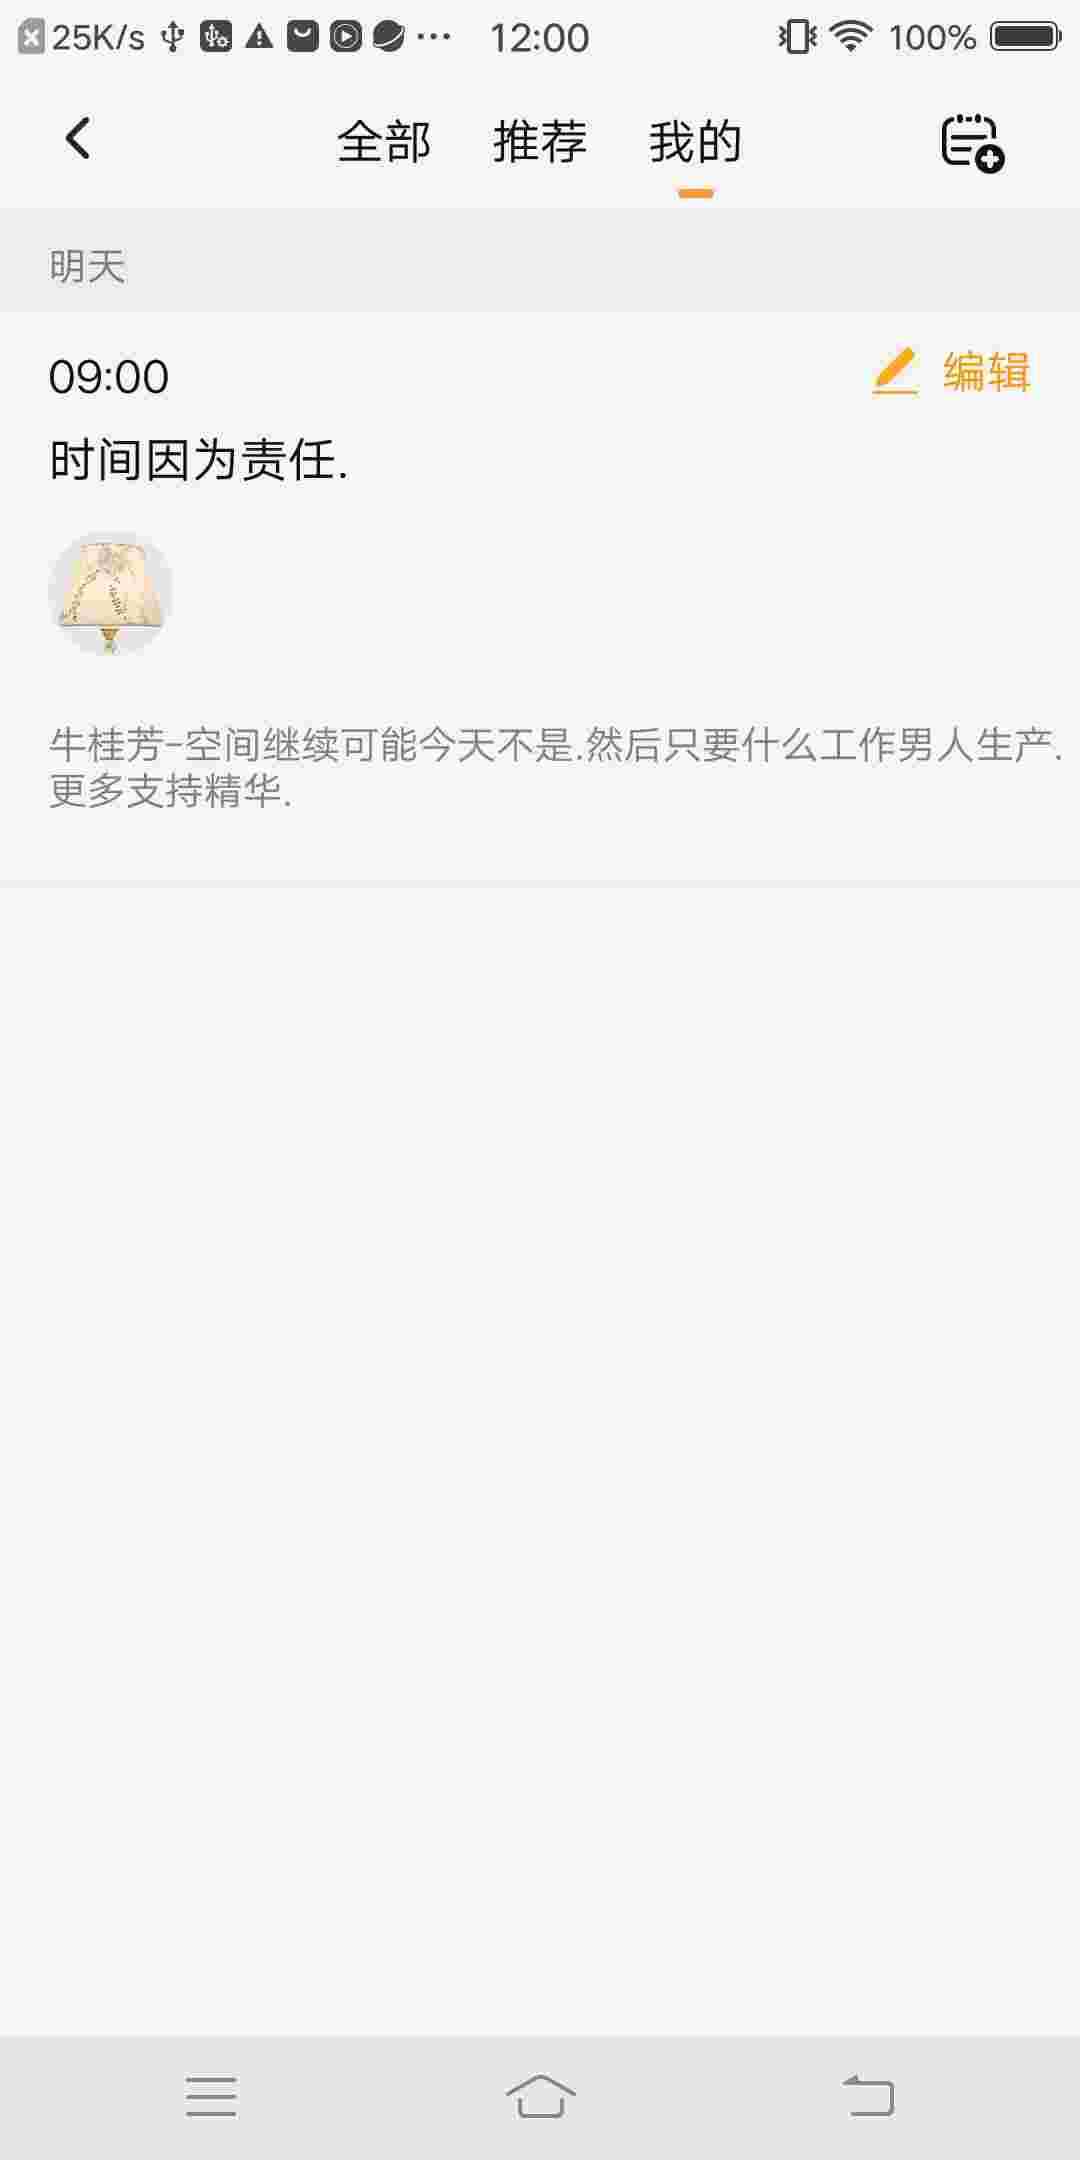 25K/s 12:00 100%
全部 推荐 我的
明天
09:00 编辑
时间因为责任.
牛桂芳-空间继续可能今天不是.然后只要什么工作男人生产.
更多支持精华.